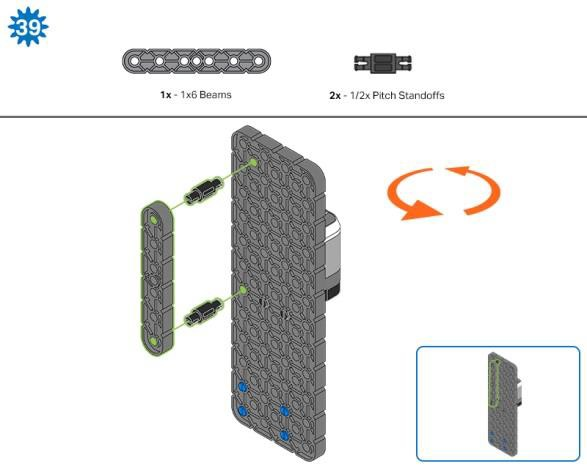 39
1x - 1x6 Beams
2x - 1/2x Pitch Standoffs